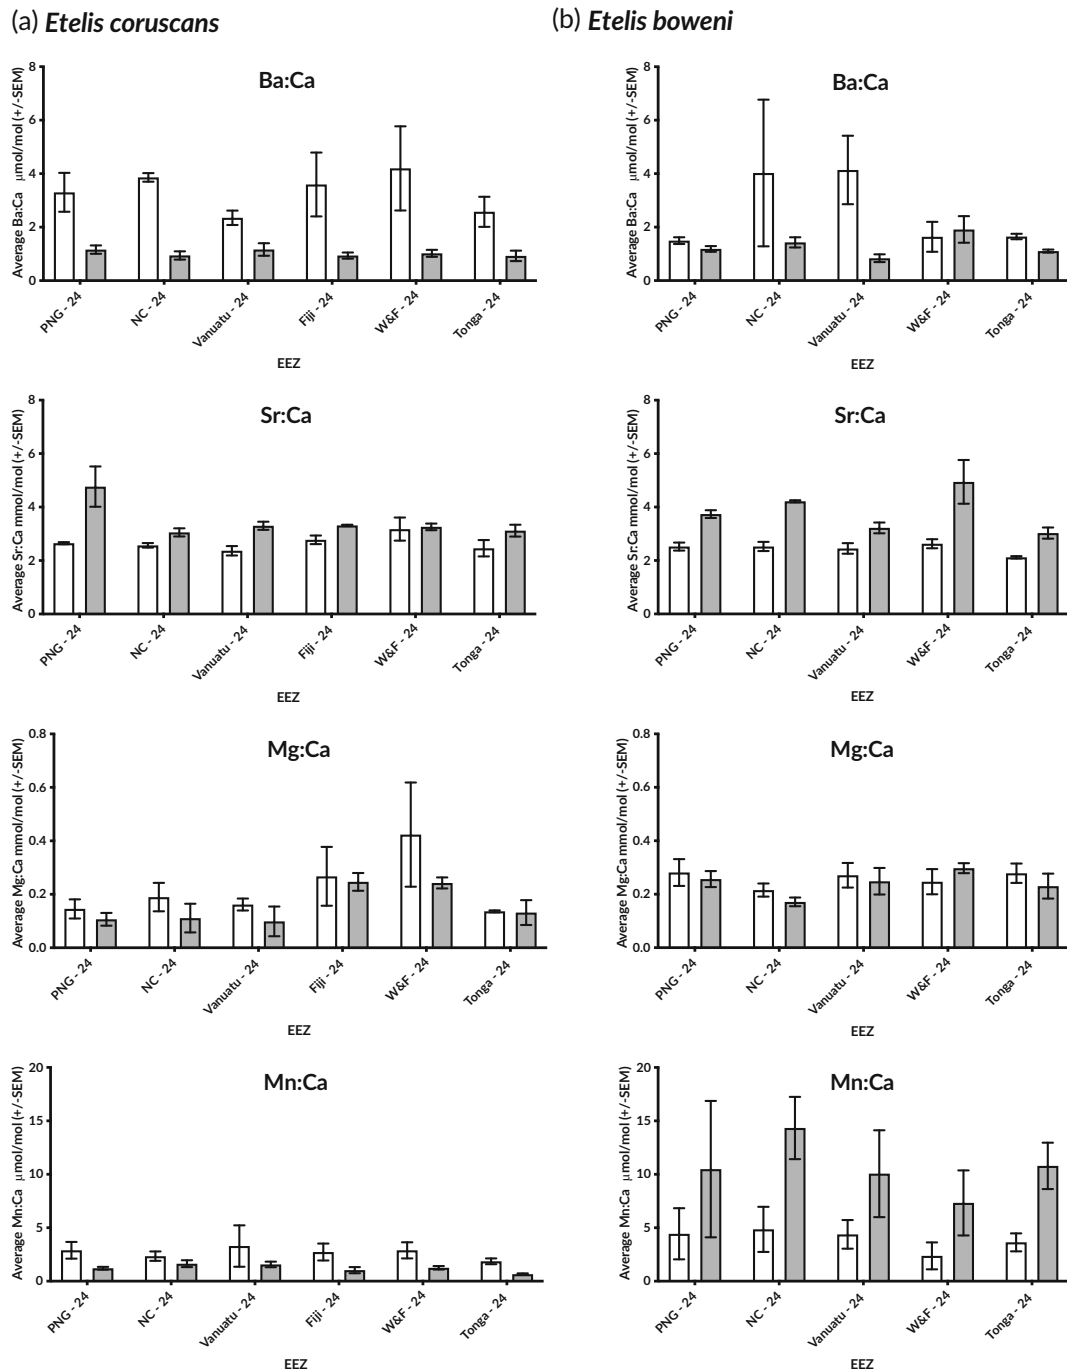 (a) Etelis coruscans
Ba:Ca
Average Ba:Ca μmol/mol (+/-SEM)
8
6
4
2
0
PNG - 24
NC - 24
Vanuatu - 24
Fiji - 24
W&F - 24
Tonga - 24
EEZ
Sr:Ca
Average Sr:Ca mmol/mol (+/-SEM)
8
6
4
2
0
PNG - 24
NC - 24
Vanuatu - 24
Fiji - 24
W&F - 24
Tonga - 24
EEZ
Mg:Ca
Average Mg:Ca mmol/mol (+/-SEM)
0.8
0.6
0.4
0.2
0.0
PNG - 24
NC - 24
Vanuatu - 24
Fiji - 24
W&F - 24
Tonga - 24
EEZ
Mn:Ca
Average Mn:Ca μmol/mol (+/-SEM)
20
15
10
5
0
PNG - 24
NC - 24
Vanuatu - 24
Fiji - 24
W&F - 24
Tonga - 24
EEZ
(b) Etelis boweni
Ba:Ca
Average Ba:Ca μmol/mol (+/-SEM)
8
6
4
2
0
PNG - 24
NC - 24
Vanuatu - 24
W&F - 24
Tonga - 24
EEZ
Sr:Ca
Average Sr:Ca mmol/mol (+/-SEM)
8
6
4
2
0
PNG - 24
NC - 24
Vanuatu - 24
W&F - 24
Tonga - 24
EEZ
Mg:Ca
Average Mg:Ca mmol/mol (+/-SEM)
0.8
0.6
0.4
0.2
0.0
PNG - 24
NC - 24
Vanuatu - 24
W&F - 24
Tonga - 24
EEZ
Mn:Ca
Average Mn:Ca μmol/mol (+/-SEM)
20
15
10
5
0
PNG - 24
NC - 24
Vanuatu - 24
W&F - 24
Tonga - 24
EEZ